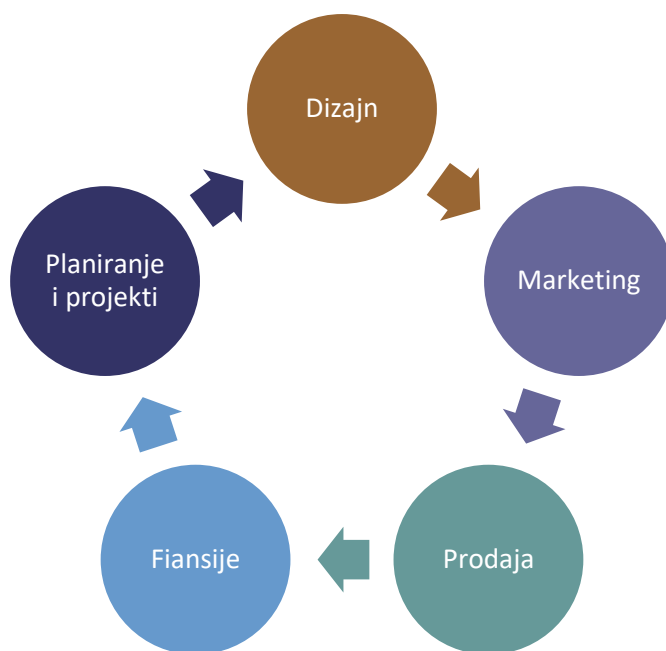 Dizajn
Marketing
Prodaja
Fiansije
Planiranje
i projekti